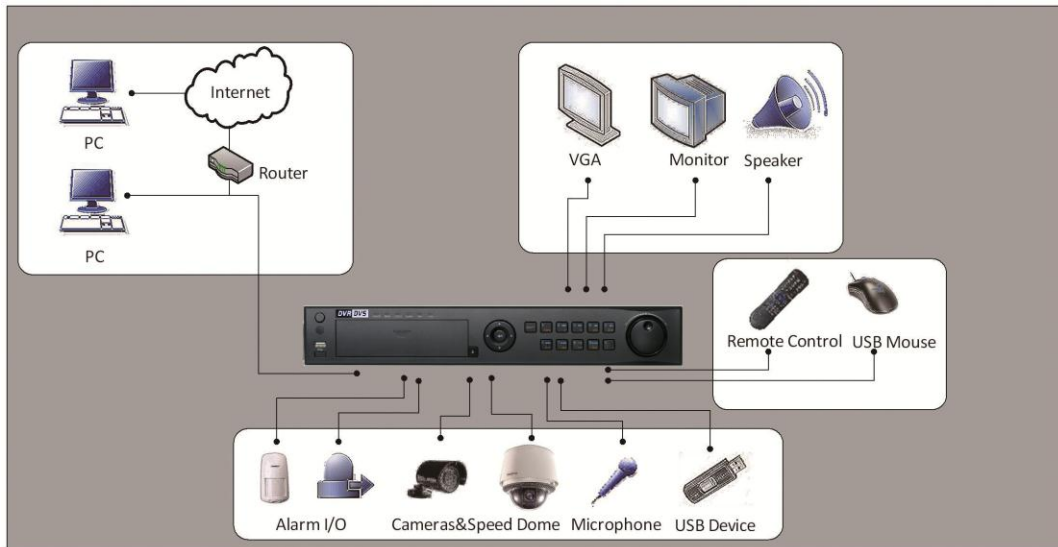 Internet
PC
Router
PC
VGA
Monitor
Speaker
DVR DVS
Remote Control
USB Mouse
Alarm I/O
Cameras&Speed Dome
Microphone
USB Device